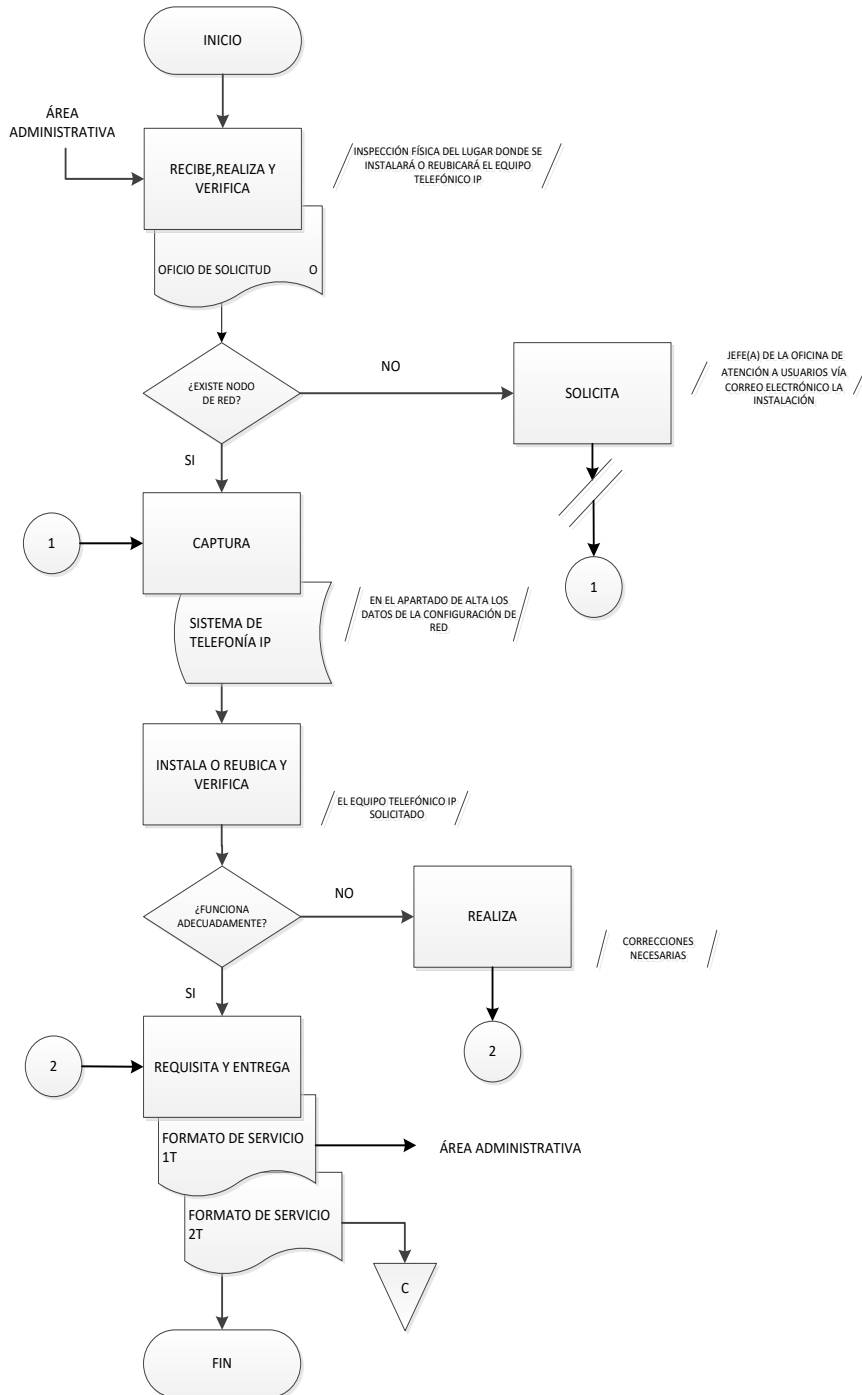 INICIO
ÁREA
ADMINISTRATIVA
RECIBE,REALIZA Y
VERIFICA
INSPECCIÓN FÍSICA DEL LUGAR DONDE SE
INSTALARÁ O REUBICARÁ EL EQUIPO
TELEFÓNICO IP
OFICIO DE SOLICITUD O
¿EXISTE NODO
DE RED?
NO
SOLICITA
JEFE(A) DE LA OFICINA DE
ATENCIÓN A USUARIOS VÍA
CORREO ELECTRÓNICO LA
INSTALACIÓN
SI
1
CAPTURA
1
SISTEMA DE
TELEFONÍA IP
EN EL APARTADO DE ALTA LOS
DATOS DE LA CONFIGURACIÓN DE
RED
INSTALA O REUBICA Y
VERIFICA
EL EQUIPO TELEFÓNICO IP
SOLICITADO
¿FUNCIONA
ADECUADAMENTE?
NO
REALIZA
CORRECCIONES
NECESARIAS
SI
2
REQUISITA Y ENTREGA
2
FORMATO DE SERVICIO
1T
ÁREA ADMINISTRATIVA
FORMATO DE SERVICIO
2T
C
FIN